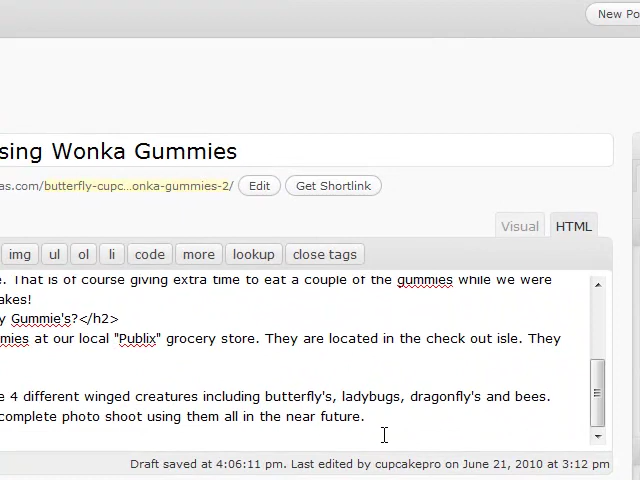 New Po
sing Wonka Gummies
as.com/butterfly-cupc…onka-gummies-2/ Edit Get Shortlink
Visual HTML
img ul ol li code more lookup close tags
e. That is of course giving extra time to eat a couple of the gummies while we were
akes!
y Gummie's?</h2>
mies at our local "Publix" grocery store. They are located in the check out isle. They
e 4 different winged creatures including butterfly's, ladybugs, dragonfly's and bees.
complete photo shoot using them all in the near future.
Draft saved at 4:06:11 pm. Last edited by cupcakepro on June 21, 2010 at 3:12 pm